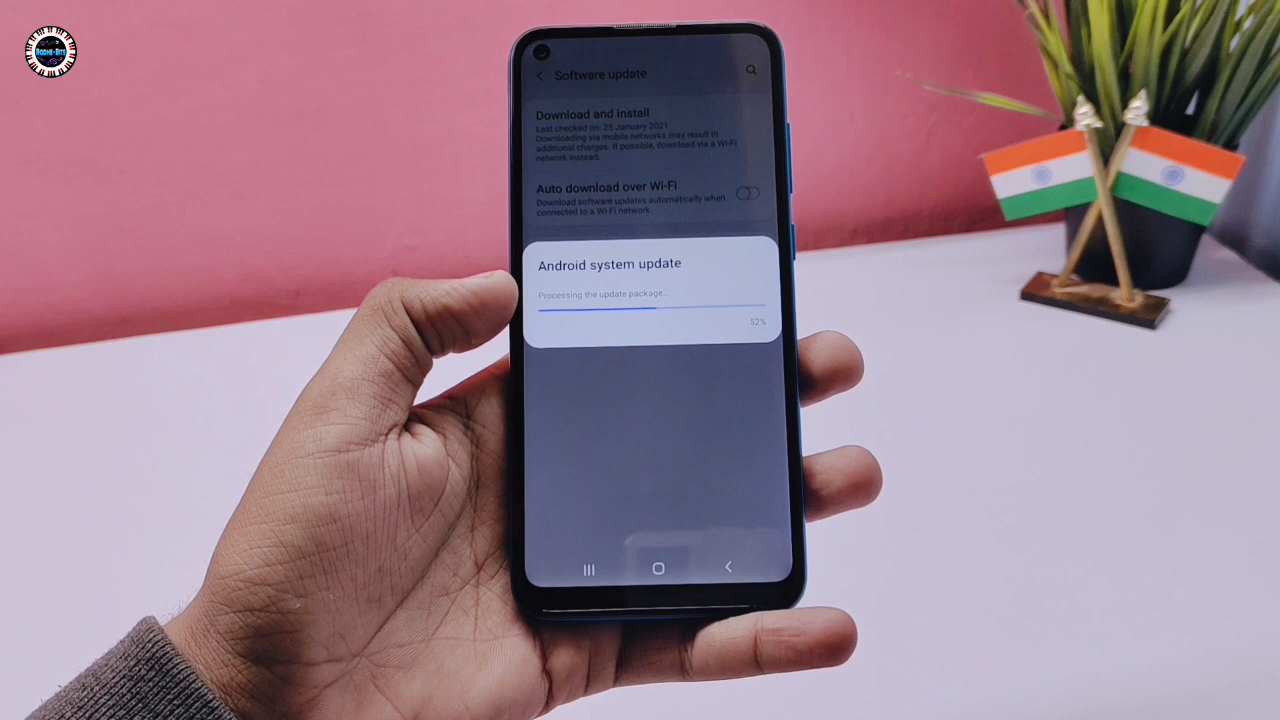 RODHE-BITS
Software update
Download and install
Last checked on: 25 January 2021
Downloading via mobile networks may result in
additional charges. If possible, download via a Wi-Fi
network instead.
Auto download over Wi-Fi
Download software updates automatically when
connected to a Wi-Fi network.
Android system update
Processing the update package...
52%